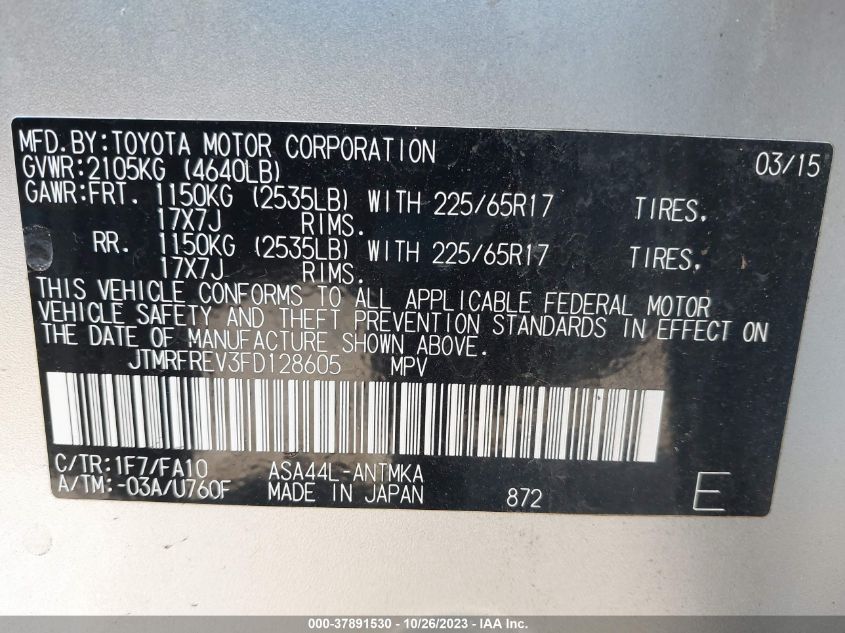 MFD.BY:TOYOTA MOTOR CORPORATION 03/15
GVWR:2105KG (4640LB)
GAWR:FRT. 1150KG (2535LB) WITH 225/65R17 TIRES,
17X7J RIMS.
RR. 1150KG (2535LB) WITH 225/65R17 TIRES,
17X7J RIMS.
THIS VEHICLE CONFORMS TO ALL APPLICABLE FEDERAL MOTOR
VEHICLE SAFETY AND THEFT PREVENTION STANDARDS IN EFFECT ON
THE DATE OF MANUFACTURE SHOWN ABOVE.
JTMRFREV3FD128605 MPV
C/TR:1F7/FA10 ASA44L-ANTMKA
A/TM:-03A/U760F MADE IN JAPAN 872 E
000-37891530 - 10/26/2023 - IAA Inc.